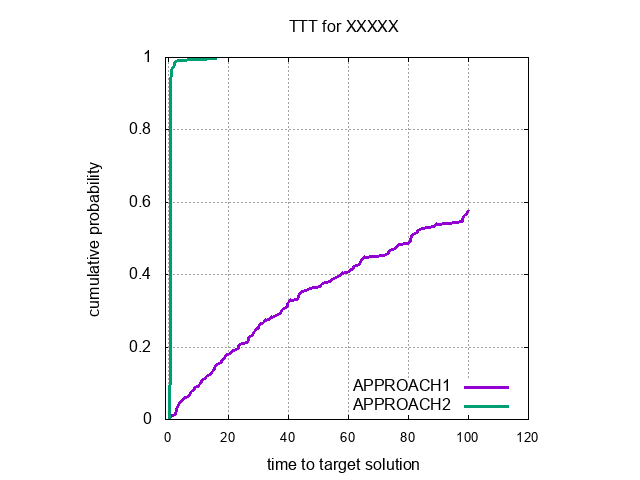 TTT for XXXXX
1
0.8
0.6
0.4
0.2
0
cumulative probability
APPROACH1
APPROACH2
0 20 40 60 80 100 120
time to target solution